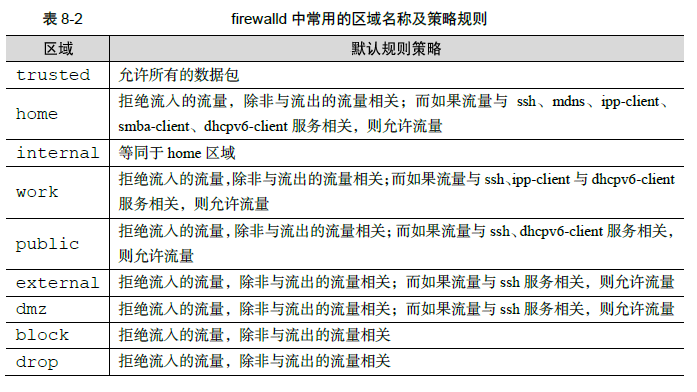 表 8-2 firewalld 中常用的区域名称及策略规则
区域 默认规则策略
trusted 允许所有的数据包
home 拒绝流入的流量，除非与流出的流量相关；而如果流量与 ssh、mdns、ipp-client、
smba-client、dhcpv6-client 服务相关，则允许流量
internal 等同于 home 区域
work 拒绝流入的流量，除非与流出的流量相关；而如果流量与 ssh、ipp-client 与 dhcpv6-client
服务相关，则允许流量
public 拒绝流入的流量，除非与流出的流量相关；而如果流量与 ssh、dhcpv6-client 服务相关，
则允许流量
external 拒绝流入的流量，除非与流出的流量相关；而如果流量与 ssh 服务相关，则允许流量
dmz 拒绝流入的流量，除非与流出的流量相关；而如果流量与 ssh 服务相关，则允许流量
block 拒绝流入的流量，除非与流出的流量相关
drop 拒绝流入的流量，除非与流出的流量相关